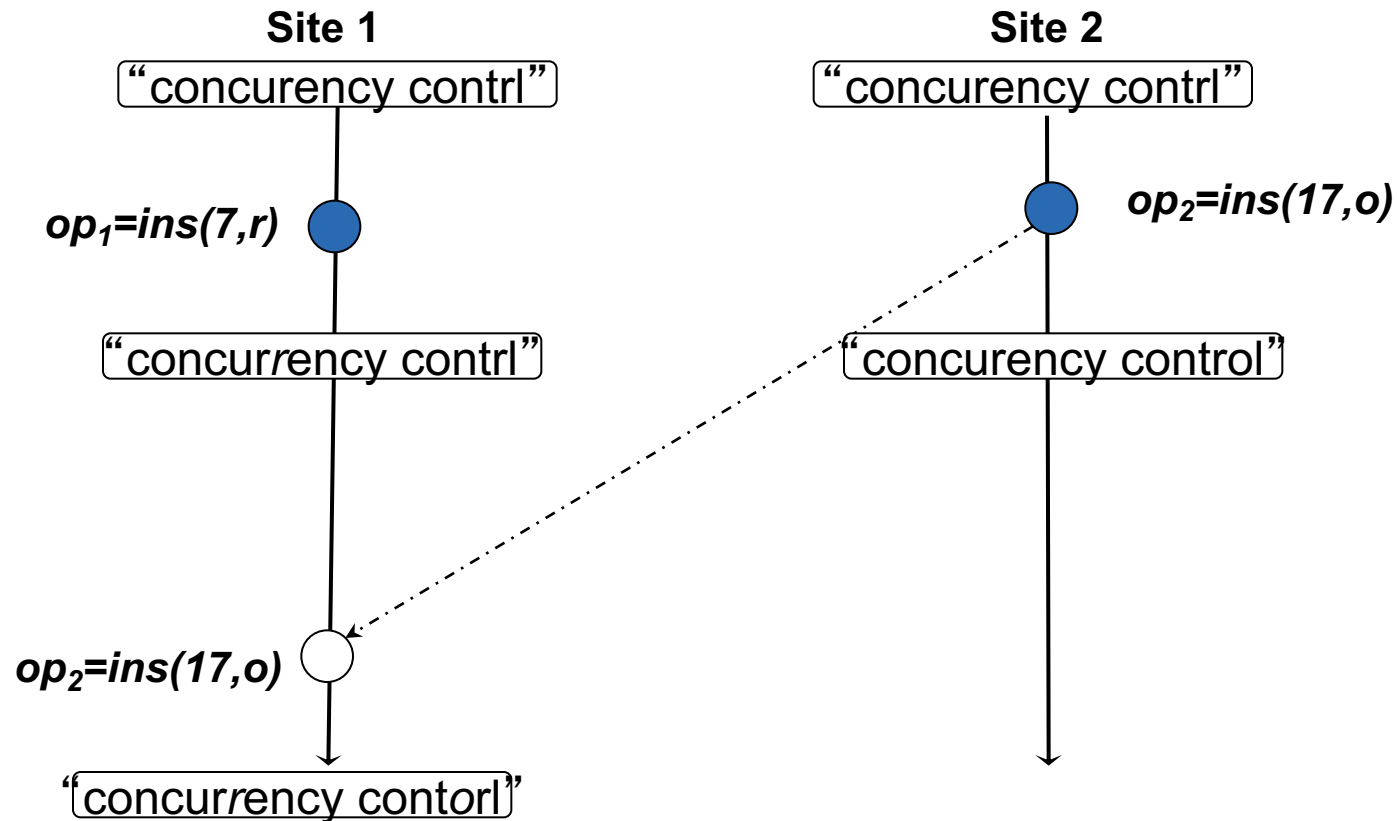 Site 1
Site 2
“concurency contrl”
“concurency contrl”
op₁=ins(7,r)
op₂=ins(17,o)
“concurrency contrl”
“concurency control”
op₂=ins(17,o)
“concurrency contorl”